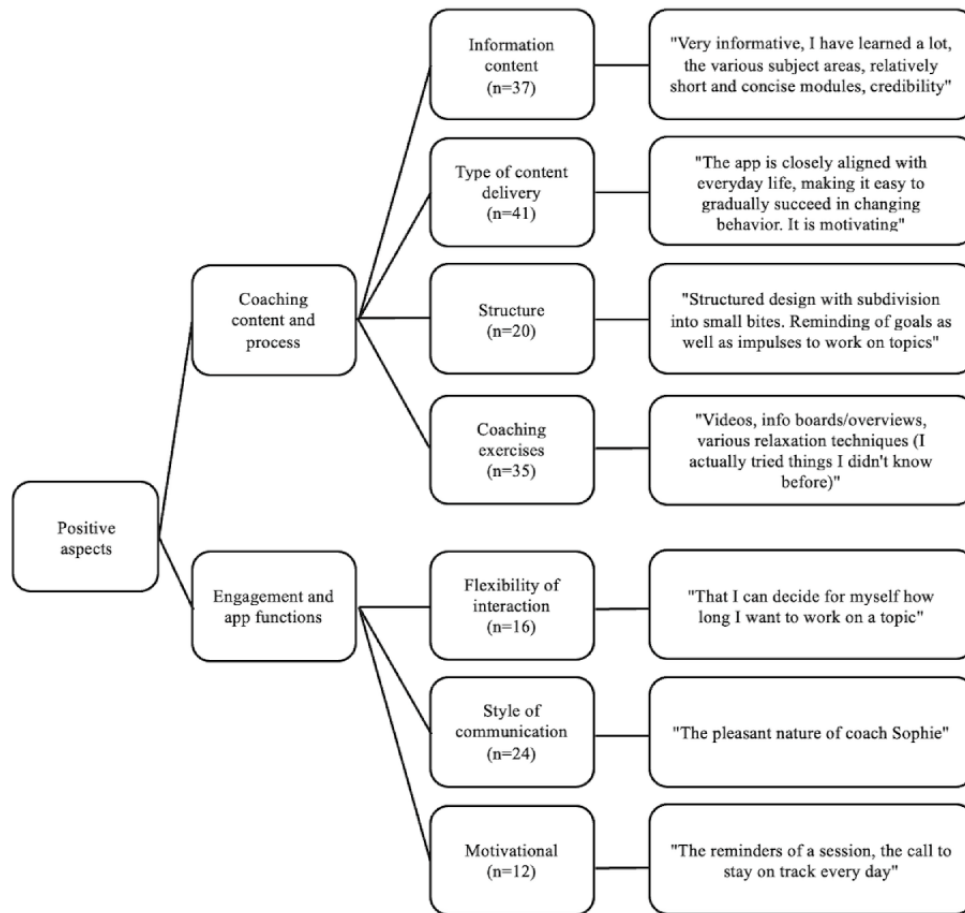 Information
content
(n=37)
"Very informative, I have learned a lot,
the various subject areas, relatively
short and concise modules, credibility"
Type of content
delivery
(n=41)
"The app is closely aligned with
everyday life, making it easy to
gradually succeed in changing
behavior. It is motivating"
Coaching
content and
process
Structure
(n=20)
"Structured design with subdivision
into small bites. Reminding of goals as
well as impulses to work on topics"
Coaching
exercises
(n=35)
"Videos, info boards/overviews,
various relaxation techniques (I
actually tried things I didn't know
before)"
Positive
aspects
Engagement and
app functions
Flexibility of
interaction
(n=16)
"That I can decide for myself how
long I want to work on a topic"
Style of
communication
(n=24)
"The pleasant nature of coach Sophie"
Motivational
(n=12)
"The reminders of a session, the call to
stay on track every day"